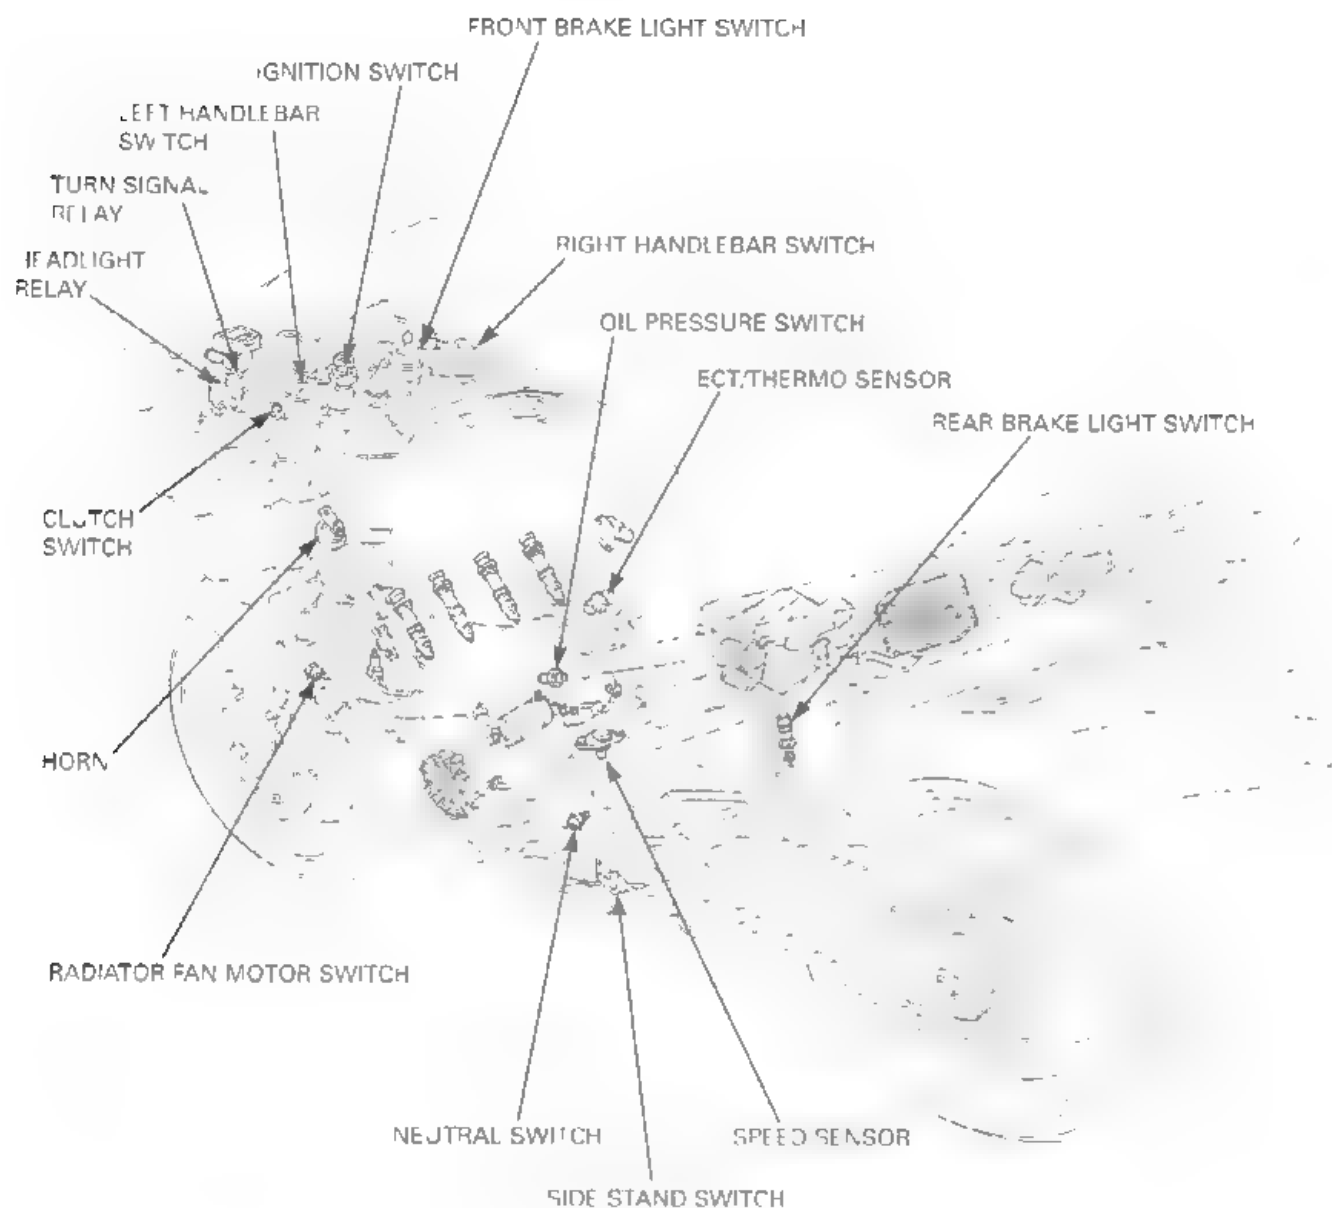 FRONT BRAKE LIGHT SWITCH
IGNITION SWITCH
LEFT HANDLEBAR
SWITCH
TURN SIGNAL
RELAY
RIGHT HANDLEBAR SWITCH
HEADLIGHT
RELAY
OIL PRESSURE SWITCH
ECT/THERMO SENSOR
REAR BRAKE LIGHT SWITCH
CLUTCH
SWITCH
HORN
RADIATOR FAN MOTOR SWITCH
NEUTRAL SWITCH
SPEED SENSOR
SIDE STAND SWITCH